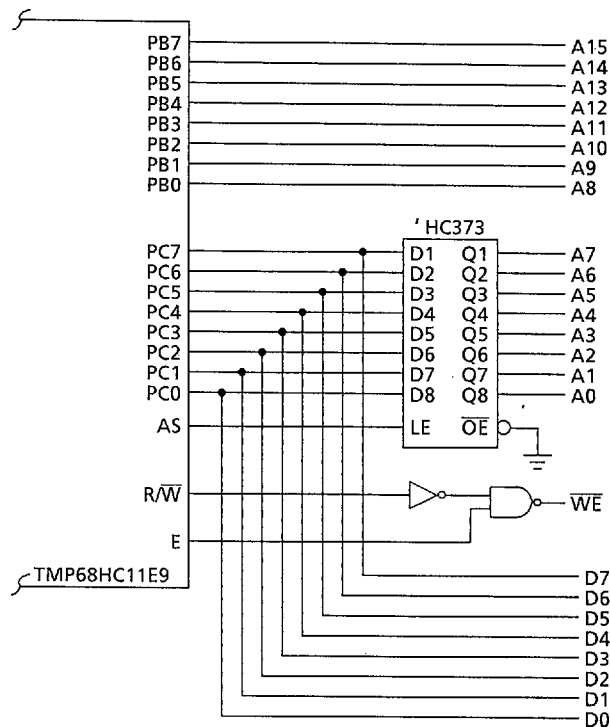 PB7 A15
PB6 A14
PB5 A13
PB4 A12
PB3 A11
PB2 A10
PB1 A9
PB0 A8
'HC373
PC7 D1 Q1 A7
PC6 D2 Q2 A6
PC5 D3 Q3 A5
PC4 D4 Q4 A4
PC3 D5 Q5 A3
PC2 D6 Q6 A2
PC1 D7 Q7 A1
PC0 D8 Q8 A0
AS LE O̅E̅
R/W̅ W̅E̅
E
TMP68HC11E9
D7
D6
D5
D4
D3
D2
D1
D0